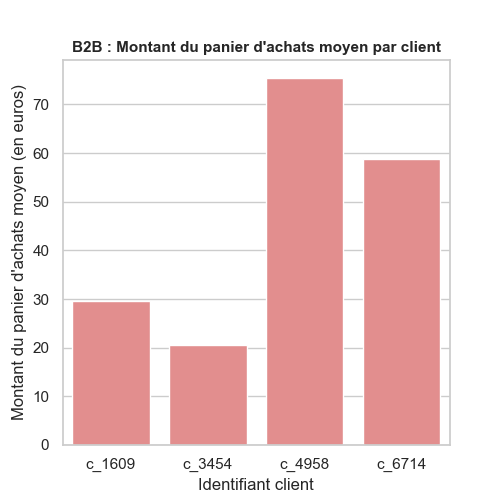 B2B : Montant du panier d'achats moyen par client
Montant du panier d'achats moyen (en euros)
70
60
50
40
30
20
10
0
c_1609 c_3454 c_4958 c_6714
Identifiant client